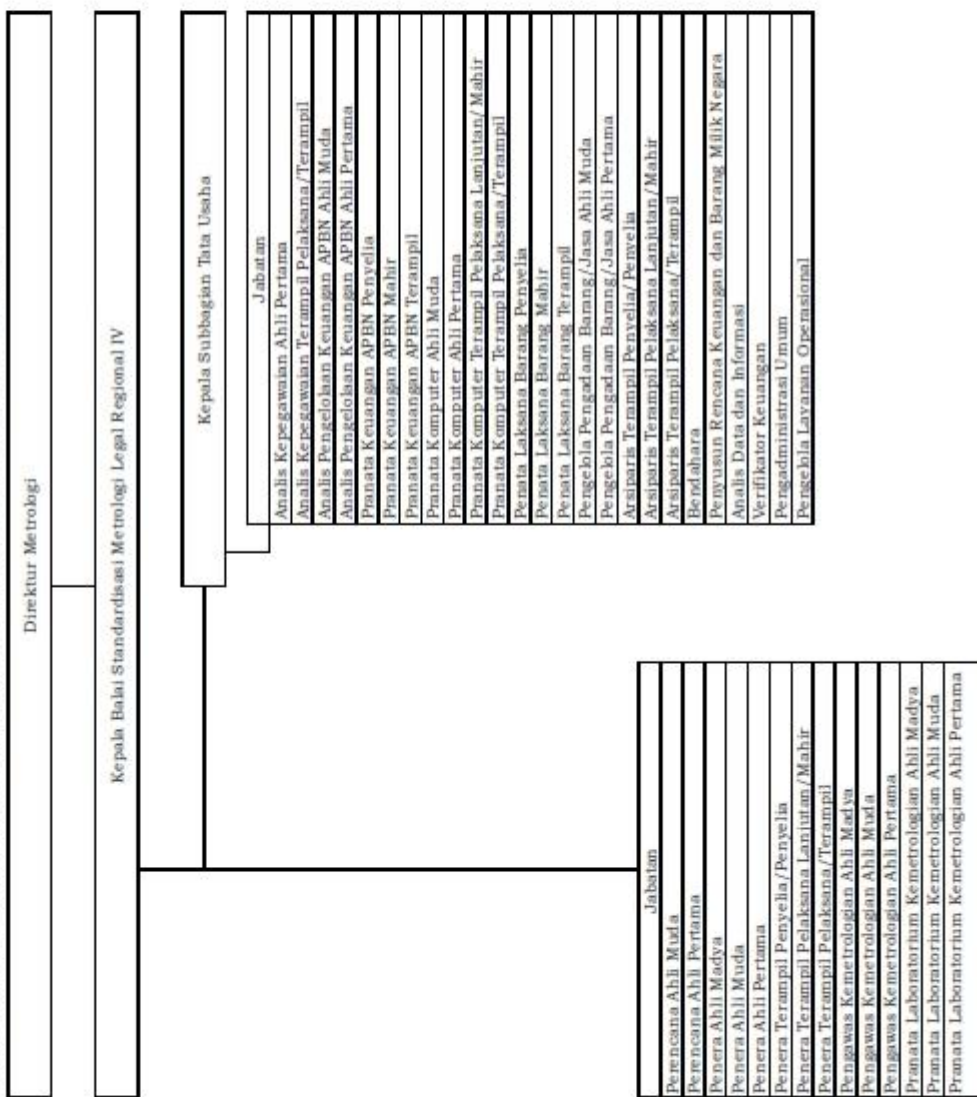 Direktur Metrologi
Kepala Balai Standardisasi Metrologi Legal Regional IV
Kepala Subbagian Tata Usaha
Jabatan
Analis Kepegawaian Ahli Pertama
Analis Kepegawaian Terampil Pelaksana/Terampil
Analis Pengelolaan Keuangan APBN Ahli Muda
Analis Pengelolaan Keuangan APBN Ahli Pertama
Pranata Keuangan APBN Penyelia
Pranata Keuangan APBN Mahir
Pranata Keuangan APBN Terampil
Pranata Komputer Ahli Muda
Pranata Komputer Ahli Pertama
Pranata Komputer Terampil Pelaksana Lanjutan/ Mahir
Pranata Komputer Terampil Pelaksana/Terampil
Penata Laksana Barang Penyelia
Penata Laksana Barang Mahir
Penata Laksana Barang Terampil
Pengelola Pengadaan Barang/Jasa Ahli Muda
Pengelola Pengadaan Barang/Jasa Ahli Pertama
Arsiparis Terampil Penyelia/Penyelia
Arsiparis Terampil Pelaksana Lanjutan/Mahir
Arsiparis Terampil Pelaksana/Terampil
Bendahara
Penyusun Rencana Keuangan dan Barang Milik Negara
Analis Data dan Informasi
Verifikator Keuangan
Pengadministrasi Umum
Pengelola Layanan Operasional
Jabatan
Perencana Ahli Muda
Perencana Ahli Pertama
Penera Ahli Madya
Penera Ahli Muda
Penera Ahli Pertama
Penera Terampil Penyelia/Penyelia
Penera Terampil Pelaksana Lanjutan/Mahir
Penera Terampil Pelaksana/Terampil
Pengawas Kemetrologian Ahli Madya
Pengawas Kemetrologian Ahli Muda
Pengawas Kemetrologian Ahli Pertama
Pranata Laboratorium Kemetrologian Ahli Madya
Pranata Laboratorium Kemetrologian Ahli Muda
Pranata Laboratorium Kemetrologian Ahli Pertama